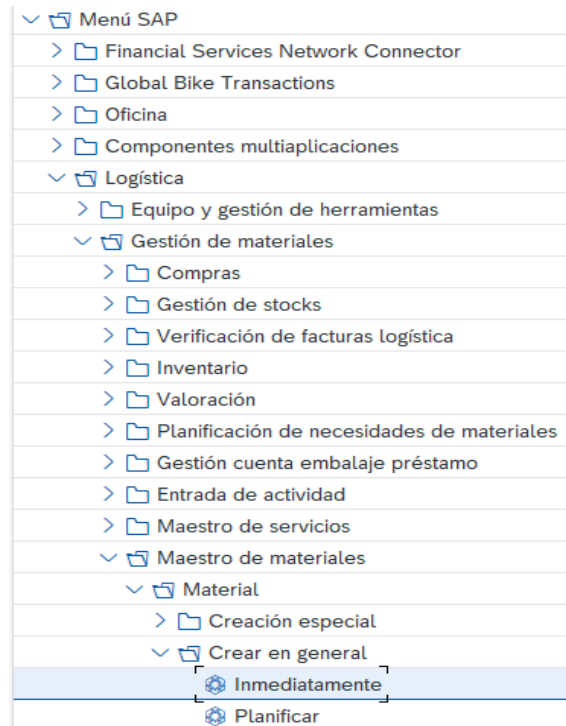 Menú SAP
Financial Services Network Connector
Global Bike Transactions
Oficina
Componentes multiaplicaciones
Logística
Equipo y gestión de herramientas
Gestión de materiales
Compras
Gestión de stocks
Verificación de facturas logística
Inventario
Valoración
Planificación de necesidades de materiales
Gestión cuenta embalaje préstamo
Entrada de actividad
Maestro de servicios
Maestro de materiales
Material
Creación especial
Crear en general
Inmediatamente
Planificar